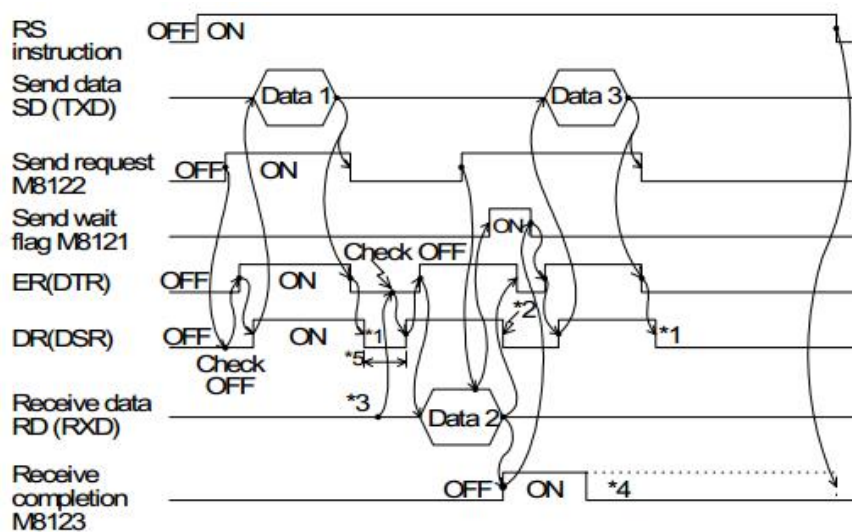 RS
instruction
OFF ON
Send data
SD (TXD)
Data 1
Data 3
Send request
M8122
OFF ON
Send wait
flag M8121
ON
Check OFF
ER(DTR)
OFF ON
DR(DSR)
OFF ON
*1
*2
*1
*5
Check
OFF
Receive data
RD (RXD)
*3
Data 2
Receive
completion
M8123
OFF ON
*4